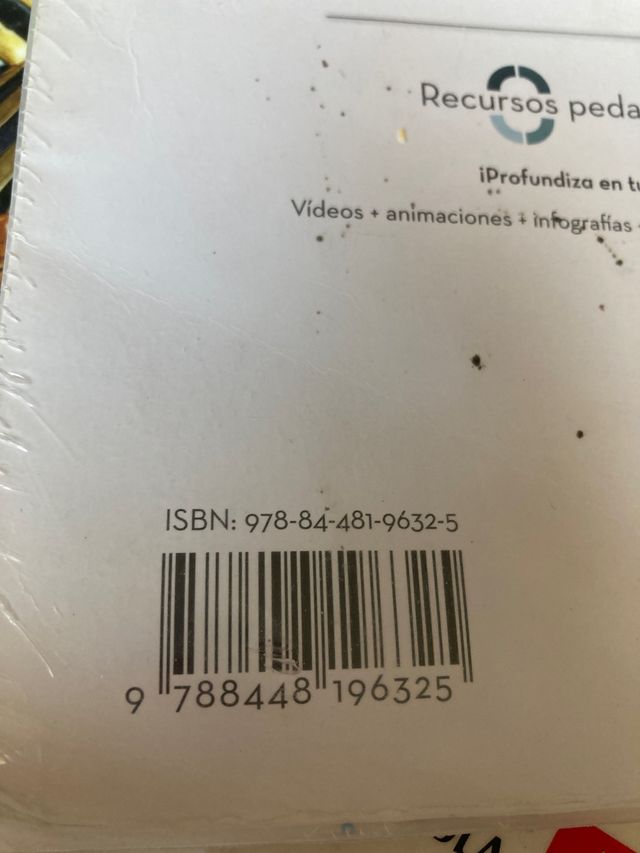 Recursos peda
¡Profundiza en tu
Vídeos + animaciones + infografías
ISBN: 978-84-481-9632-5
9 788448 196325